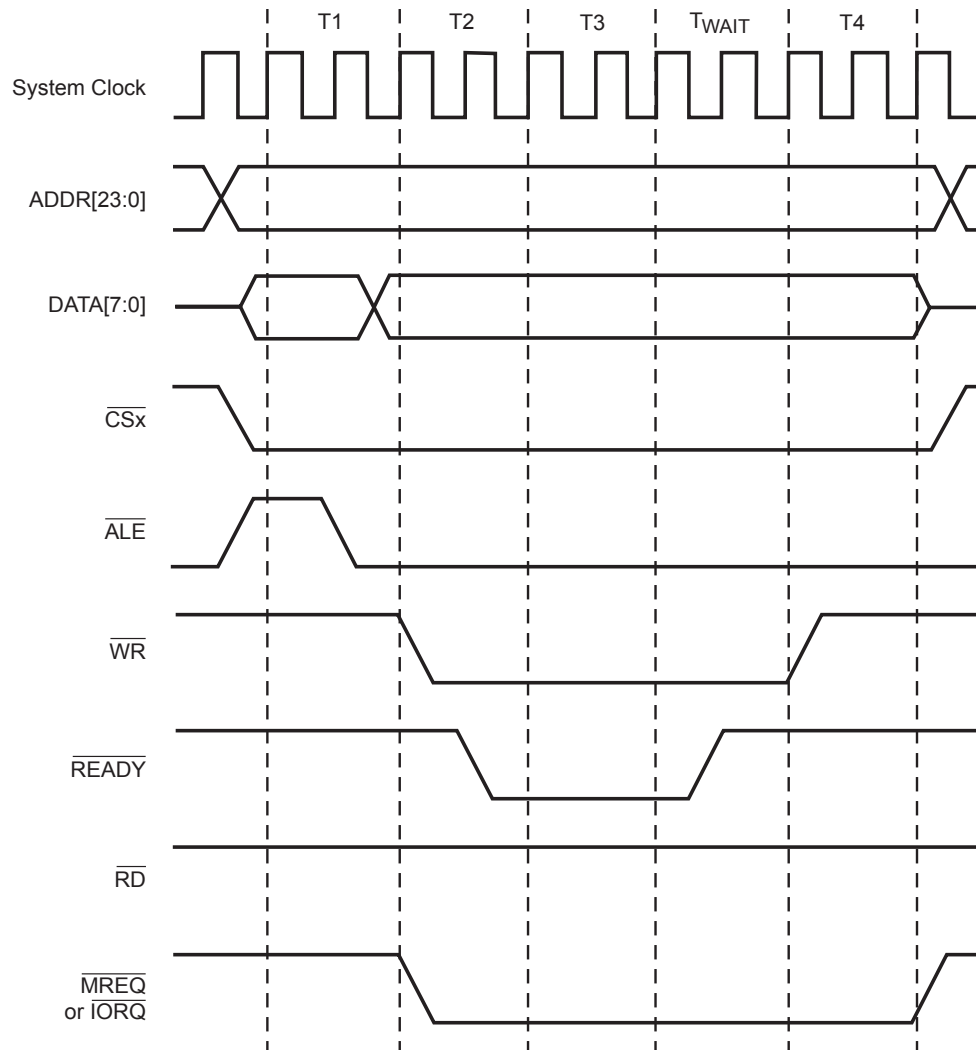 T1 T2 T3 TWAIT T4
System Clock
ADDR[23:0]
DATA[7:0]
CSx
ALE
WR
READY
RD
MREQ
or IORQ